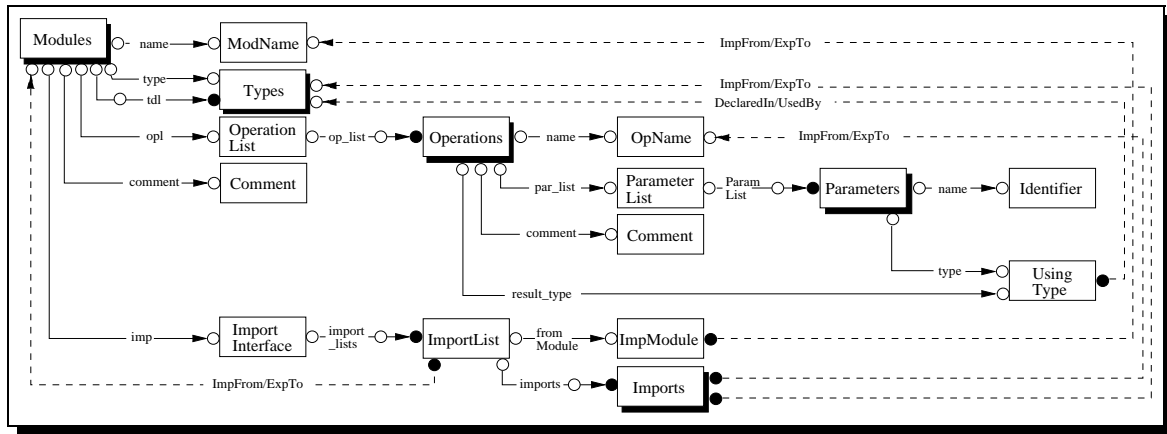 Modules
name
ModName
ImpFrom/ExpTo
type
Types
ImpFrom/ExpTo
tdl
DeclaredIn/UsedBy
opl
Operation
List
op_list
Operations
name
OpName
ImpFrom/ExpTo
comment
Comment
par_list
Parameter
List
Param
List
Parameters
name
Identifier
comment
Comment
type
Using
Type
result_type
imp
Import
Interface
import
_lists
ImportList
from
Module
ImpModule
ImpFrom/ExpTo
imports
Imports